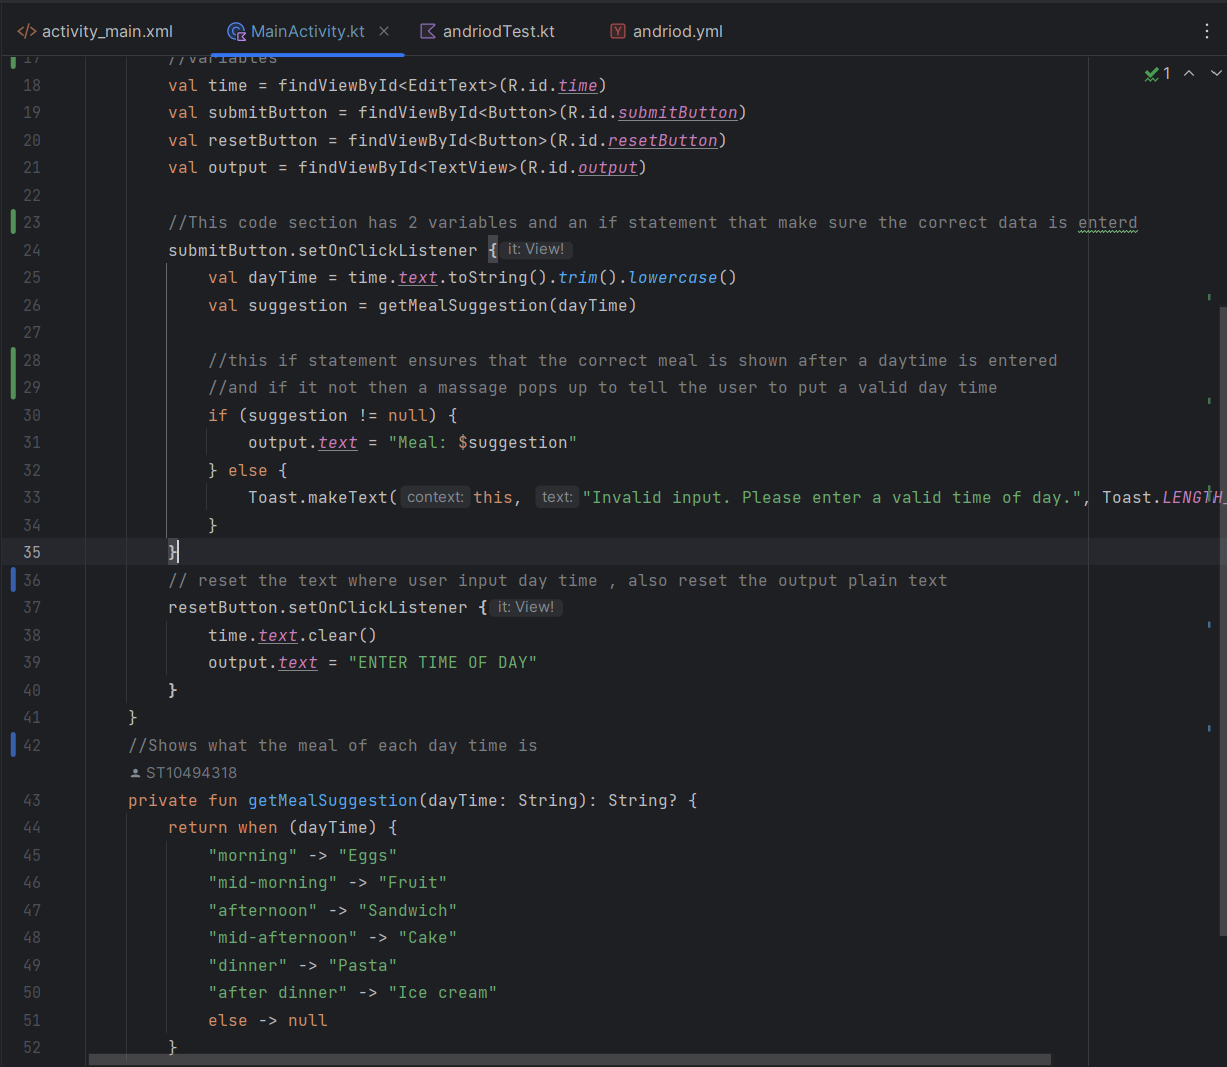 activity_main.xml MainActivity.kt andriodTest.kt andriod.yml
17 //Variables
1
18 val time = findViewById<EditText>(R.id.time)
19 val submitButton = findViewById<Button>(R.id.submitButton)
20 val resetButton = findViewById<Button>(R.id.resetButton)
21 val output = findViewById<TextView>(R.id.output)
22
23 //This code section has 2 variables and an if statement that make sure the correct data is enterd
24 submitButton.setOnClickListener { it: View!
25 val dayTime = time.text.toString().trim().lowercase()
26 val suggestion = getMealSuggestion(dayTime)
27
28 //this if statement ensures that the correct meal is shown after a daytime is entered
29 //and if it not then a massage pops up to tell the user to put a valid day time
30 if (suggestion != null) {
31 output.text = "Meal: $suggestion"
32 } else {
33 Toast.makeText( context: this, text: "Invalid input. Please enter a valid time of day.", Toast.LENGTH_
34 }
35 }
36 // reset the text where user input day time , also reset the output plain text
37 resetButton.setOnClickListener { it: View!
38 time.text.clear()
39 output.text = "ENTER TIME OF DAY"
40 }
41 }
42 //Shows what the meal of each day time is
ST10494318
43 private fun getMealSuggestion(dayTime: String): String? {
44 return when (dayTime) {
45 "morning" -> "Eggs"
46 "mid-morning" -> "Fruit"
47 "afternoon" -> "Sandwich"
48 "mid-afternoon" -> "Cake"
49 "dinner" -> "Pasta"
50 "after dinner" -> "Ice cream"
51 else -> null
52 }